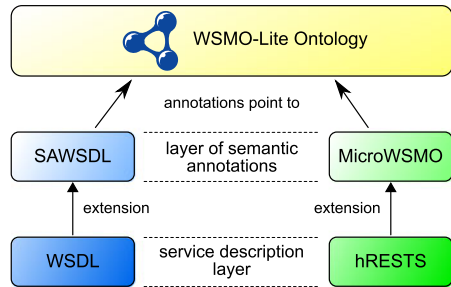 WSMO-Lite Ontology
annotations point to
SAWSDL
layer of semantic
annotations
MicroWSMO
extension
extension
WSDL
service description
layer
hRESTS